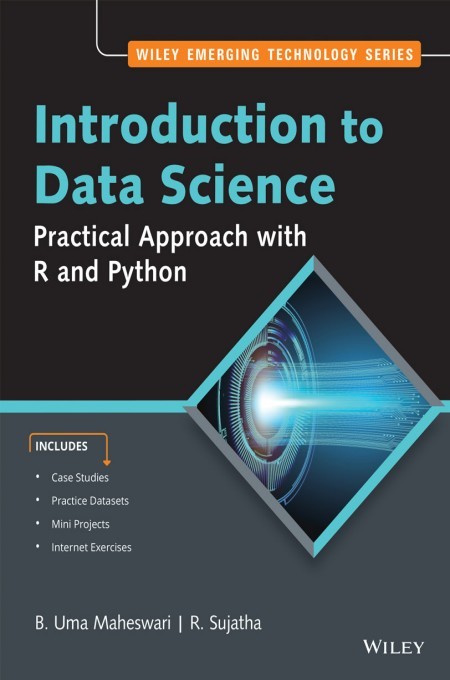 WILEY EMERGING TECHNOLOGY SERIES
Introduction to
Data Science
Practical Approach with
R and Python
INCLUDES
• Case Studies
• Practice Datasets
• Mini Projects
• Internet Exercises
B. Uma Maheswari | R. Sujatha
WILEY